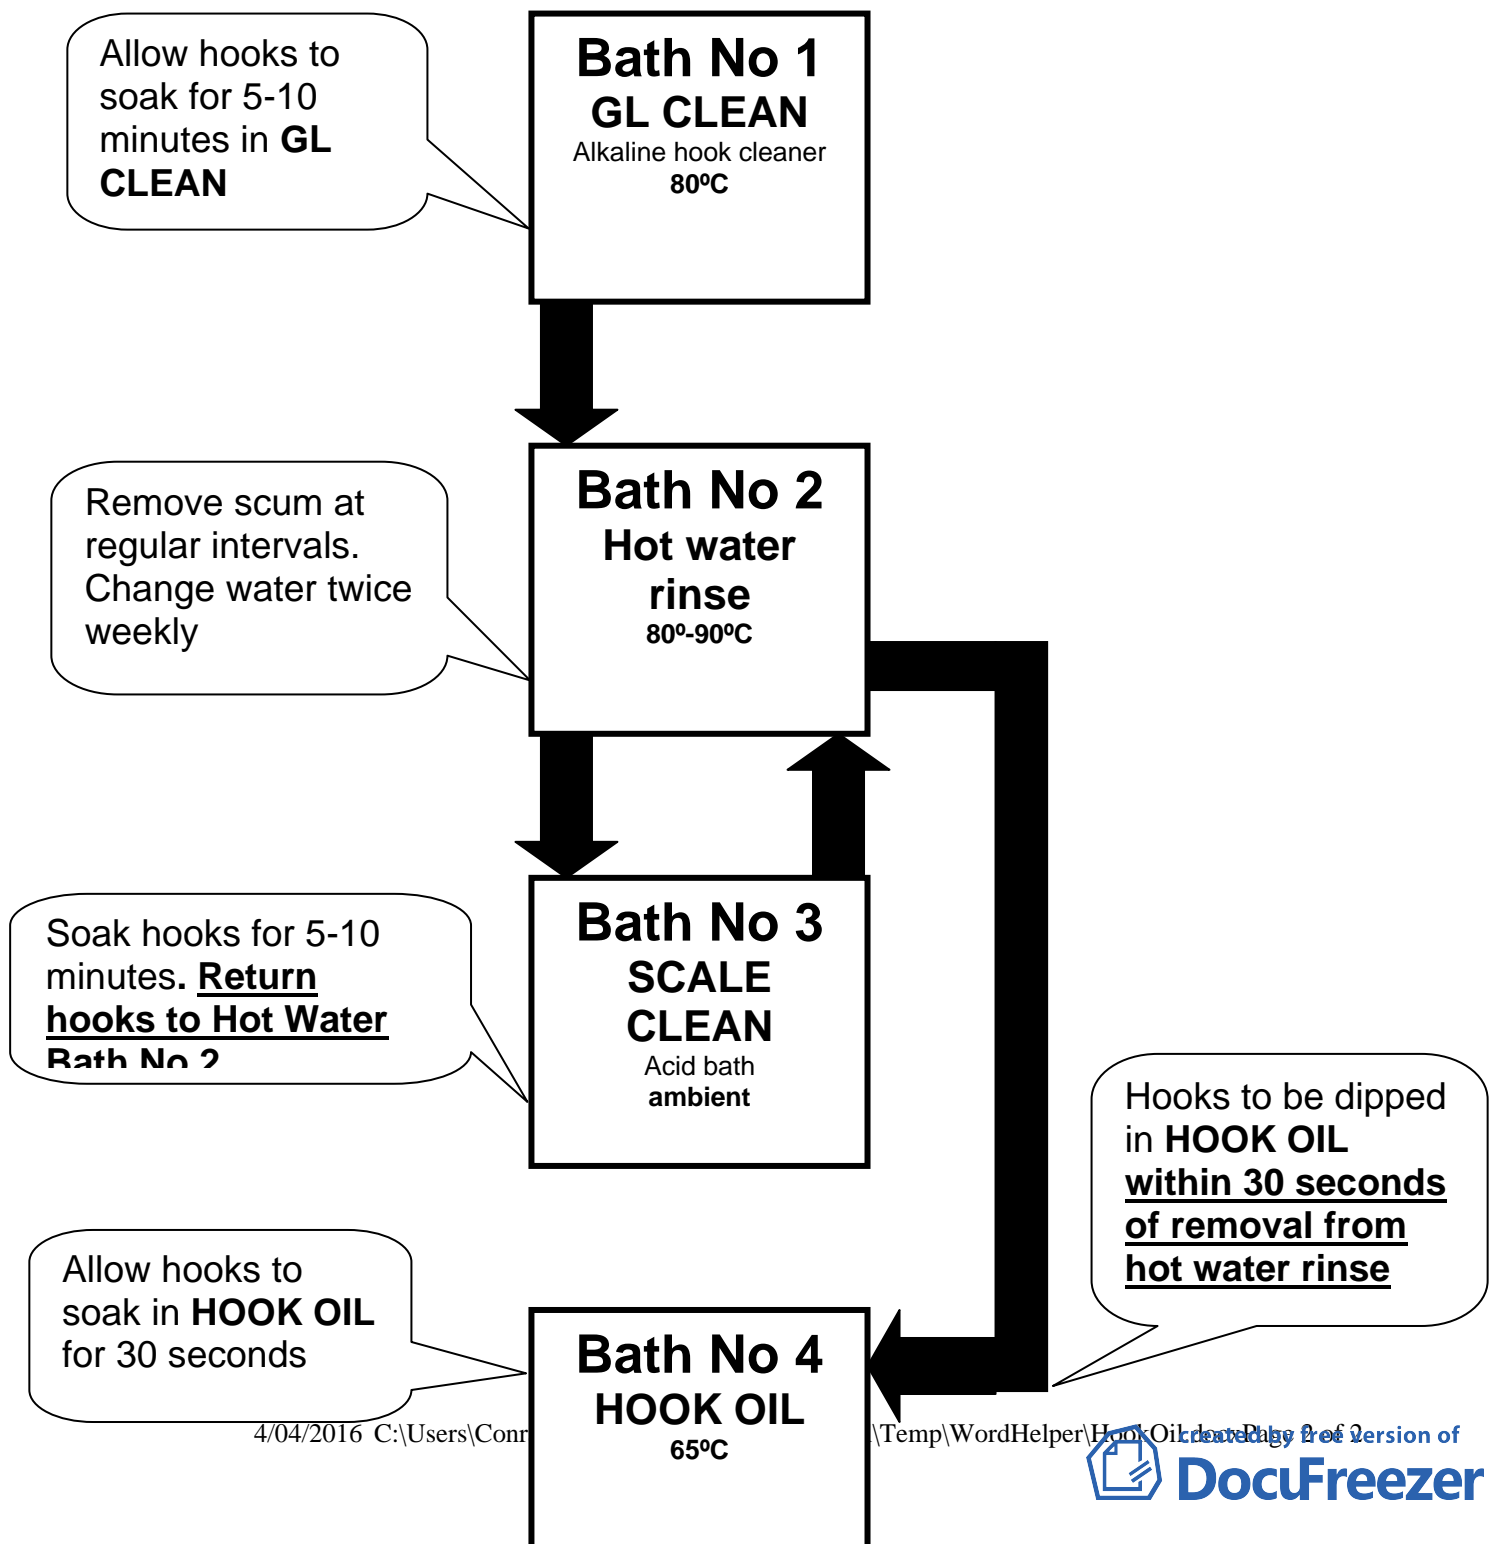 Allow hooks to
soak for 5-10
minutes in GL
CLEAN
Bath No 1
GL CLEAN
Alkaline hook cleaner
80ºC
Remove scum at
regular intervals.
Change water twice
weekly
Bath No 2
Hot water
rinse
80º-90ºC
Soak hooks for 5-10
minutes. Return
hooks to Hot Water
Bath No 2
Bath No 3
SCALE
CLEAN
Acid bath
ambient
Hooks to be dipped
in HOOK OIL
within 30 seconds
of removal from
hot water rinse
Allow hooks to
soak in HOOK OIL
for 30 seconds
Bath No 4
HOOK OIL
65ºC
4/04/2016 C:\Users\Conr \Temp\WordHelper\HookOil.docxPage 2 of 2
created by free version of
DocuFreezer